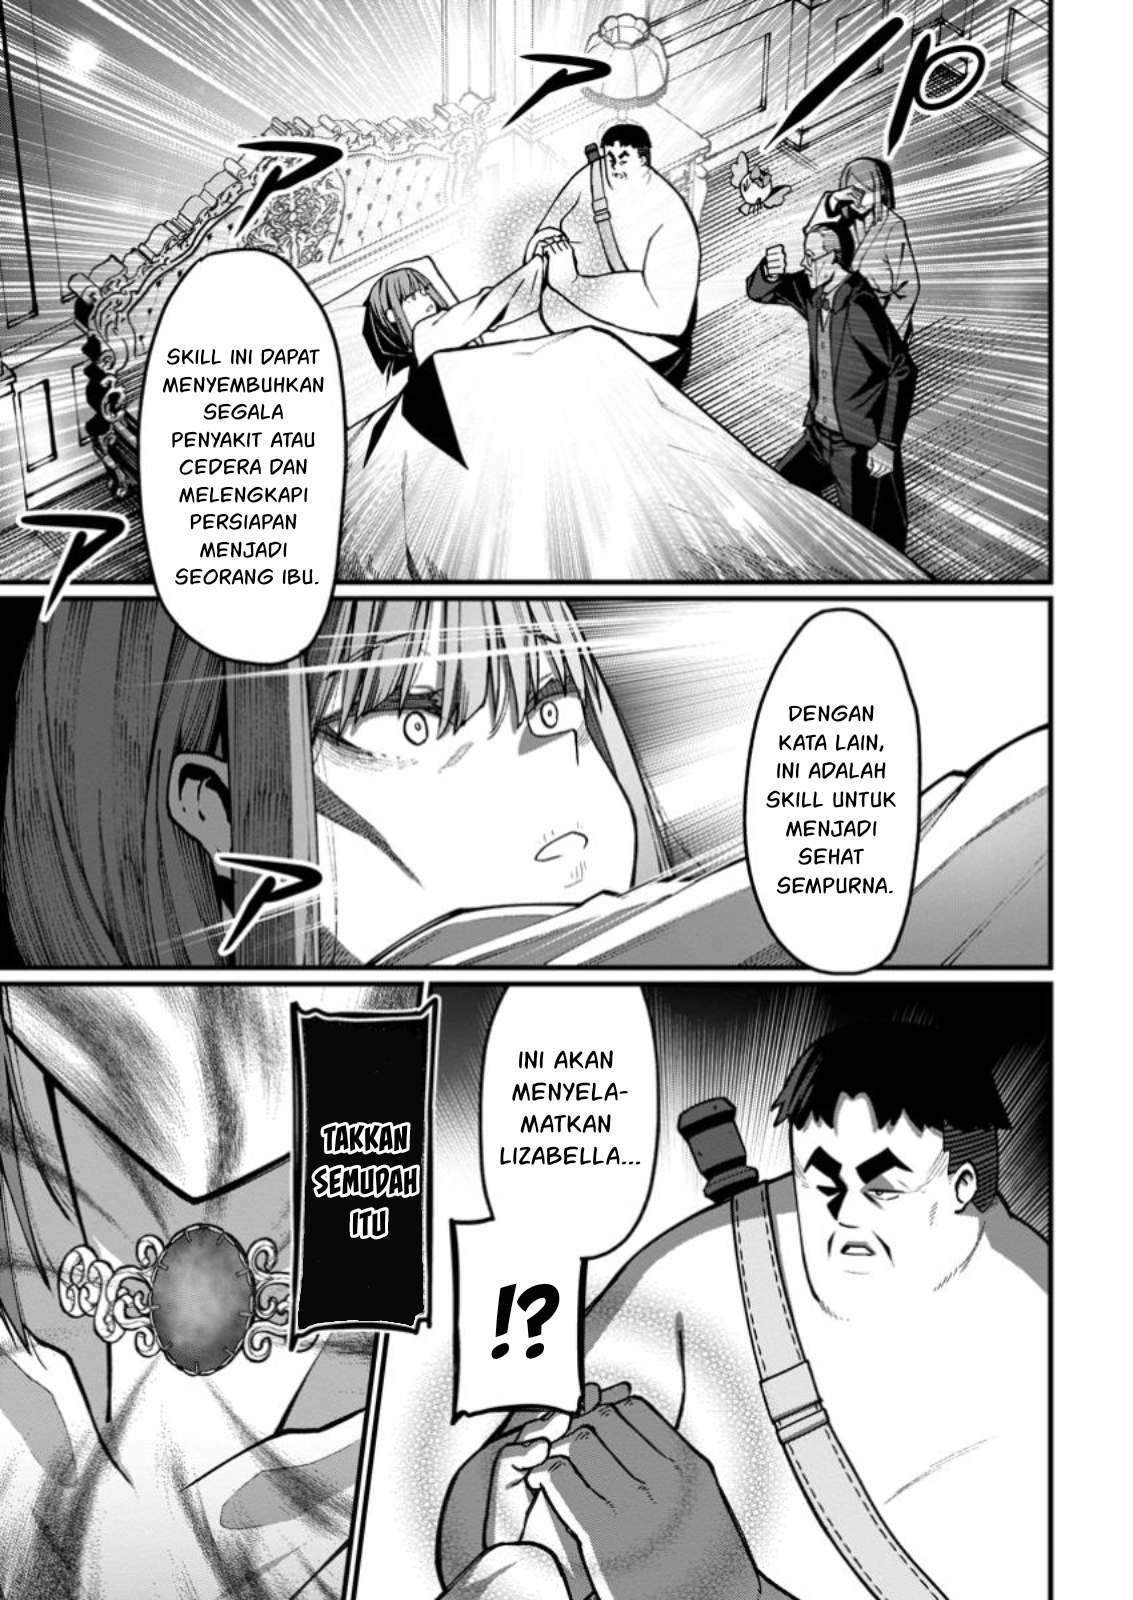 SKILL INI DAPAT
MENYEMBUHKAN
SEGALA
PENYAKIT ATAU
CEDERA DAN
MELENGKAPI
PERSIAPAN
MENJADI
SEORANG IBU.
DENGAN
KATA LAIN,
INI ADALAH
SKILL UNTUK
MENJADI
SEHAT
SEMPURNA.
INI AKAN
MENYELA-
MATKAN
LIZABELLA...
!?
TAKKAN
SEMUDAH
ITU